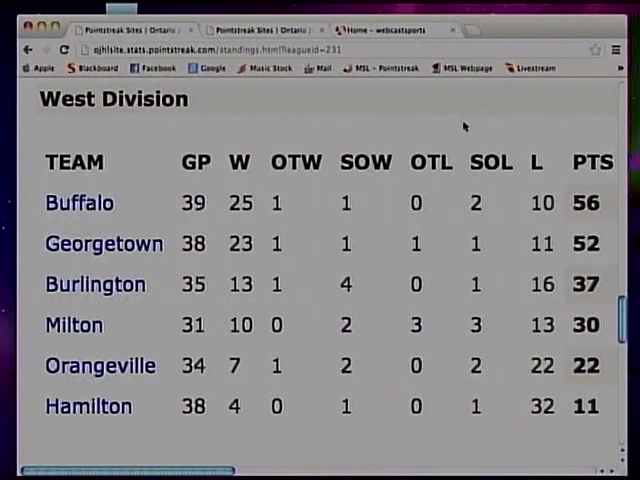 Pointstreak Sites | Ontario J
Pointstreak Sites | Ontario J
Home - webcastsports
ojhlsite.stats.pointstreak.com/standings.html?leagueid=231
Apple Blackboard Facebook Google Music Stock Mail MSL - Pointstreak MSL Webpage Livestream
West Division
TEAM GP W OTW SOW OTL SOL L PTS
Buffalo 39 25 1 1 0 2 10 56
Georgetown 38 23 1 1 1 1 11 52
Burlington 35 13 1 4 0 1 16 37
Milton 31 10 0 2 3 3 13 30
Orangeville 34 7 1 2 0 2 22 22
Hamilton 38 4 0 1 0 1 32 11